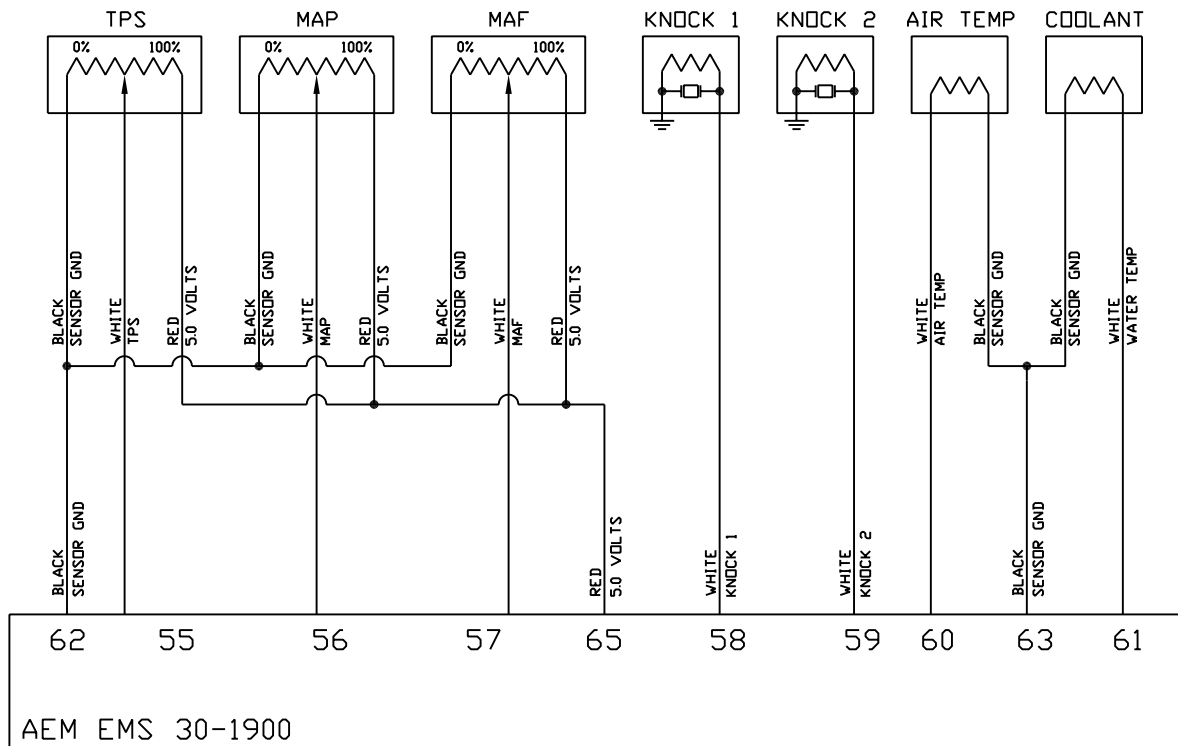 TPS MAP MAF KNOCK 1 KNOCK 2 AIR TEMP COOLANT
0% 100% 0% 100% 0% 100%
BLACK
SENSOR GND
WHITE
TPS
RED
5.0 VOLTS
BLACK
SENSOR GND
WHITE
MAP
RED
5.0 VOLTS
BLACK
SENSOR GND
WHITE
MAF
RED
5.0 VOLTS
WHITE
AIR TEMP
BLACK
SENSOR GND
BLACK
SENSOR GND
WHITE
WATER TEMP
BLACK
SENSOR GND
RED
5.0 VOLTS
WHITE
KNOCK 1
WHITE
KNOCK 2
BLACK
SENSOR GND
62 55 56 57 65 58 59 60 63 61
AEM EMS 30-1900